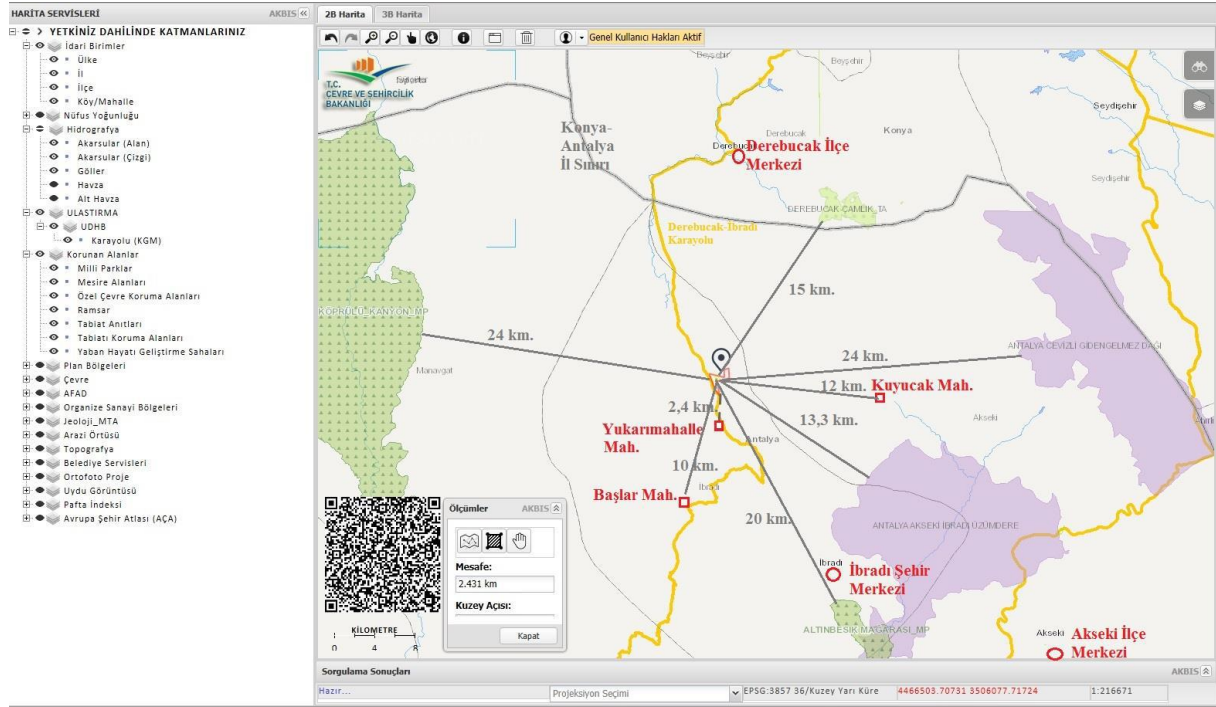 HARİTA SERVİSLERİ
AKBIS
YETKİNİZ DAHİLİNDE KATMANLARINIZ
İdari Birimler
Ülke
İl
İlçe
Köy/Mahalle
Nüfus Yoğunluğu
Hidrografya
Akarsular (Alan)
Akarsular (Çizgi)
Göller
Havza
Alt Havza
ULASTIRMA
UDHB
Karayolu (KGM)
Korunan Alanlar
Milli Parklar
Mesire Alanları
Özel Çevre Koruma Alanları
Ramsar
Tabiat Anıtları
Tabiatı Koruma Alanları
Yaban Hayatı Geliştirme Sahaları
Plan Bölgeleri
Çevre
AFAD
Organize Sanayi Bölgeleri
Jeoloji_MTA
Arazi Örtüsü
Topografya
Belediye Servisleri
Ortofoto Proje
Uydu Görüntüsü
Pafta İndeksi
Avrupa Şehir Atlası (AÇA)
2B Harita
3B Harita
Genel Kullanıcı Hakları Aktif
T.C.
ÇEVRE VE ŞEHİRCİLİK
BAKANLIĞI
Beyşehir
Beyşehir
Seydişehir
Konya-
Antalya
İl Sınırı
Derebucak
Konya
Derebucak İlçe
Merkezi
Seydişehir
DEREBUCAK ÇAMLIK_TA
Derebucak-İbradı
Karayolu
15 km.
KÖPRÜLÜ_KANYON_MP
24 km.
24 km.
ANTALYA CEVİZLİ GİDENGELMEZ DAĞI
Manavgat
12 km.
Kuyucak Mah.
2,4 km.
13,3 km.
Akseki
Yukarımahalle
Mah.
Antalya
10 km.
İbradı
Başlar Mah.
20 km.
ANTALYA AKSEKİ İBRADI ÜZÜMDERE
İbradı
İbradı Şehir
Merkezi
ALTINBEŞİK MAĞARASI_MP
Akseki
Akseki İlçe
Merkezi
Ölçümler
AKBIS
Mesafe:
2.431 km
Kuzey Açısı:
Kapat
KİLOMETRE
0 4 8
Sorgulama Sonuçları
AKBIS
Hazır...
Projeksiyon Seçimi
EPSG:3857 36/Kuzey Yarı Küre
4466503.70731 3506077.71724
1:216671